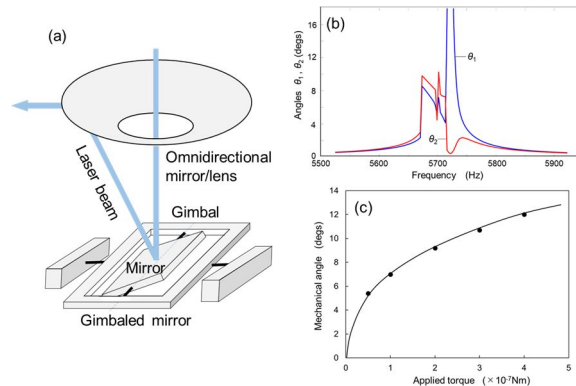 (a)
Laser beam
Omnidirectional
mirror/lens
Gimbal
Mirror
Gimbaled mirror
(b)
Angles θ₁ , θ₂ (degs)
16
12
8
4
0
θ₁
θ₂
5500 5600 5700 5800 5900
Frequency (Hz)
(c)
Mechanical angle (degs)
14
12
10
8
6
4
2
0
0 1 2 3 4 5
Applied torque (×10⁻⁷Nm)